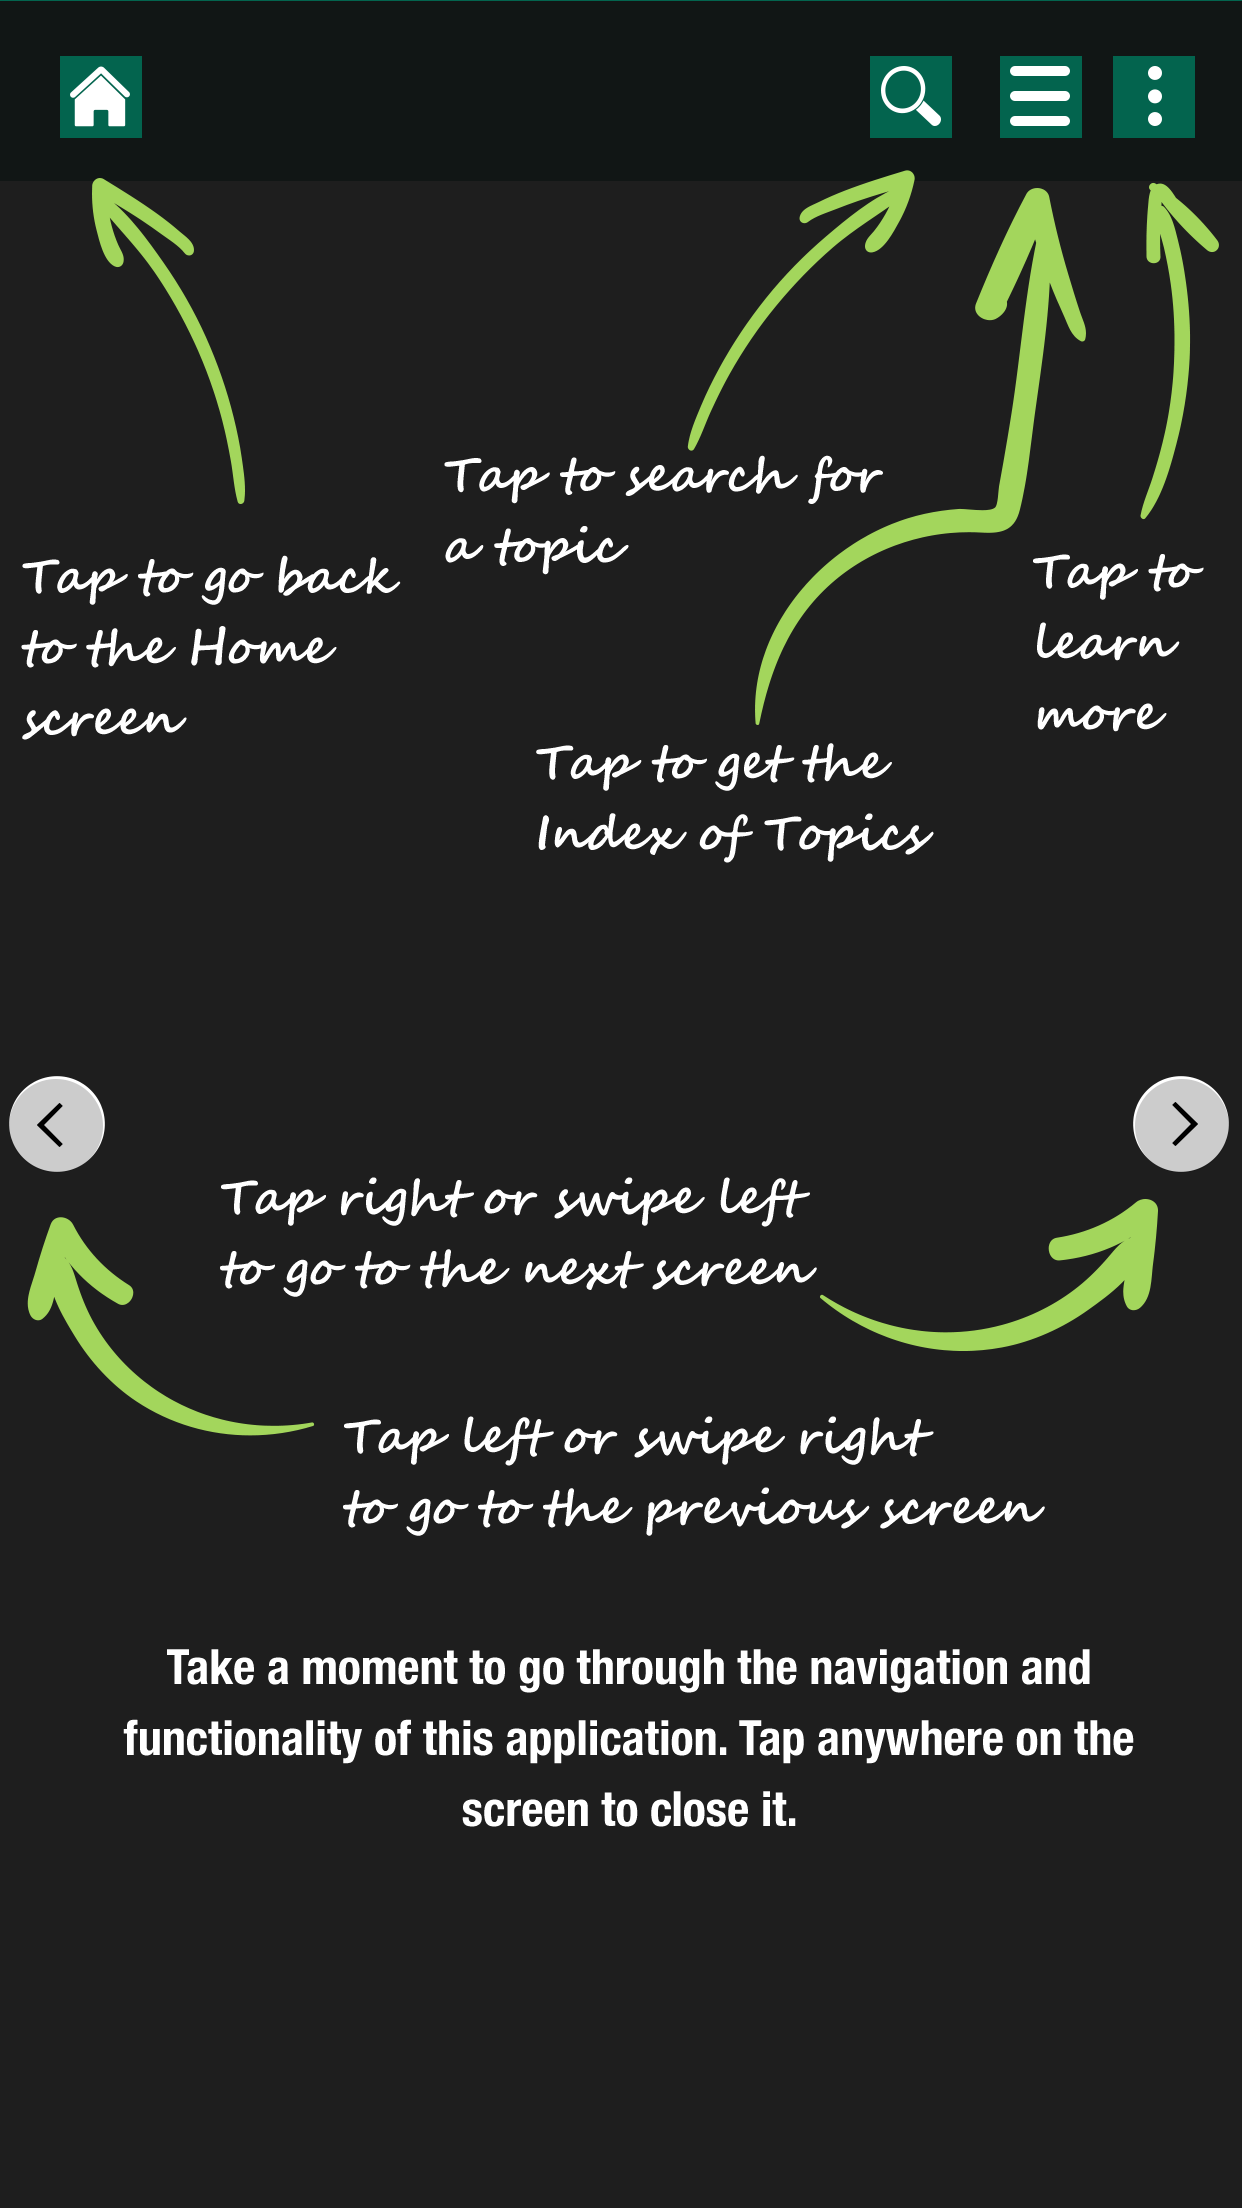 Tap to search for
a topic
Tap to go back
to the Home
screen
Tap to
learn
more
Tap to get the
Index of Topics
Tap right or swipe left
to go to the next screen
Tap left or swipe right
to go to the previous screen
Take a moment to go through the navigation and
functionality of this application. Tap anywhere on the
screen to close it.